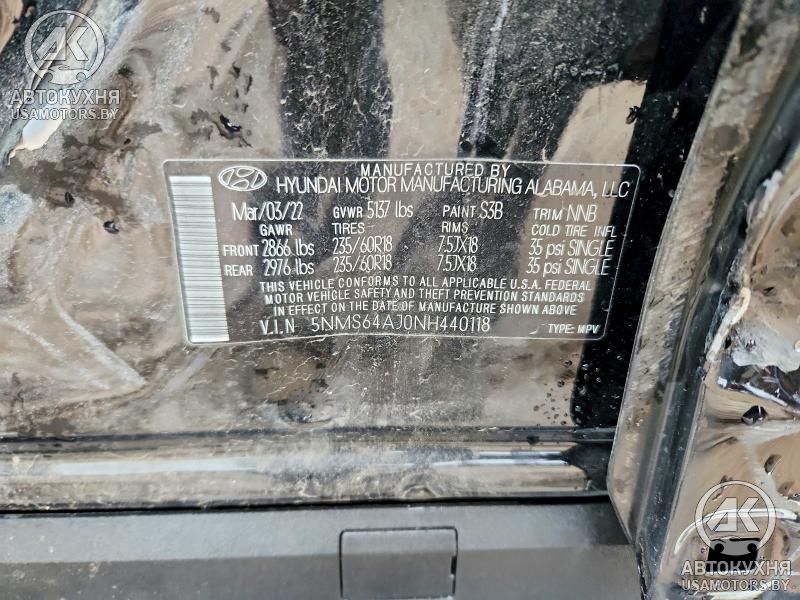 AK
АВТОКУХНЯ
USAMOTORS.BY
MANUFACTURED BY
HYUNDAI MOTOR MANUFACTURING ALABAMA, LLC
Mar/03/22 GVWR 5137 lbs PAINT S3B TRIM NNB
GAWR TIRES RIMS COLD TIRE INFL
FRONT 2866 lbs 235/60R18 7.5JX18 35 psi SINGLE
REAR 2976 lbs 235/60R18 7.5JX18 35 psi SINGLE
THIS VEHICLE CONFORMS TO ALL APPLICABLE U.S.A. FEDERAL
MOTOR VEHICLE SAFETY AND THEFT PREVENTION STANDARDS
IN EFFECT ON THE DATE OF MANUFACTURE SHOWN ABOVE
V.I.N 5NMS64AJ0NH440118 TYPE: MPV
AK
АВТОКУХНЯ
USAMOTORS.BY